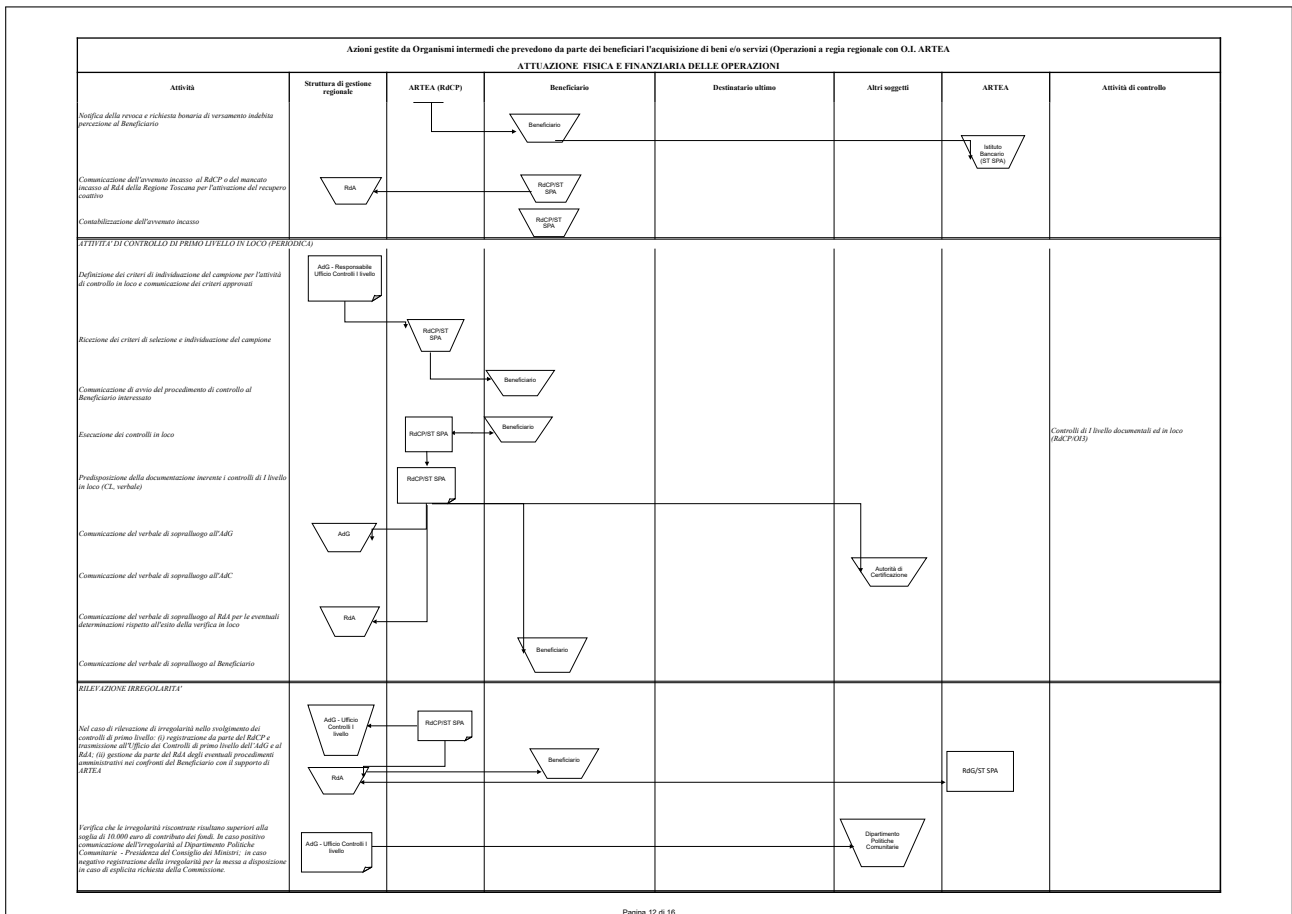 Azioni gestite da Organismi intermedi che prevedono da parte dei beneficiari l'acquisizione di beni e/o servizi (Operazioni a regia regionale con O.I. ARTEA
ATTUAZIONE FISICA E FINANZIARIA DELLE OPERAZIONI
Attività
Struttura di gestione
regionale
ARTEA (RdCP)
Beneficiario
Destinatario ultimo
Altri soggetti
ARTEA
Attività di controllo
Notifica della revoca e richiesta bonaria di versamento indebita
percezione al Beneficiario
Beneficiario
Istituto
Bancario
(ST SPA)
Comunicazione dell'avvenuto incasso al RdCP o del mancato
incasso al RdA della Regione Toscana per l'attivazione del recupero
coattivo
RdA
RdCP/ST
SPA
Contabilizzazione dell'avvenuto incasso
RdCP/ST
SPA
ATTIVITA' DI CONTROLLO DI PRIMO LIVELLO IN LOCO (PERIODICA)
Definizione dei criteri di individuazione del campione per l'attività
di controllo in loco e comunicazione dei criteri approvati
AdG - Responsabile
Ufficio Controlli I livello
Ricezione dei criteri di selezione e individuazione del campione
RdCP/ST
SPA
Comunicazione di avvio del procedimento di controllo al
Beneficiario interessato
Beneficiario
Esecuzione dei controlli in loco
RdCP/ST SPA
Beneficiario
Controlli di I livello documentali ed in loco
(RdCP/OI3)
Predisposizione della documentazione inerente i controlli di I livello
in loco (CL, verbale)
RdCP/ST SPA
Comunicazione del verbale di sopralluogo all'AdG
AdG
Comunicazione del verbale di sopralluogo all'AdC
Autorità di
Certificazione
Comunicazione del verbale di sopralluogo al RdA per le eventuali
determinazioni rispetto all'esito della verifica in loco
RdA
Comunicazione del verbale di sopralluogo al Beneficiario
Beneficiario
RILEVAZIONE IRREGOLARITA'
Nel caso di rilevazione di irregolarità nello svolgimento dei
controlli di primo livello: (i) registrazione da parte del RdCP e
trasmissione all'Ufficio dei Controlli di primo livello dell'AdG e al
RdA; (ii) gestione da parte del RdA degli eventuali procedimenti
amministrativi nei confronti del Beneficiario con il supporto di
ARTEA
AdG - Ufficio
Controlli I
livello
RdCP/ST SPA
RdA
Beneficiario
RdG/ST SPA
Verifica che le irregolarità riscontrate risultano superiori alla
soglia di 10.000 euro di contributo dei fondi. In caso positivo
comunicazione dell'irregolarità al Dipartimento Politiche
Comunitarie - Presidenza del Consiglio dei Ministri; in caso
negativo registrazione della irregolarità per la messa a disposizione
in caso di esplicita richiesta della Commissione.
AdG - Ufficio Controlli I
livello
Dipartimento
Politiche
Comunitarie
Pagina 12 di 16